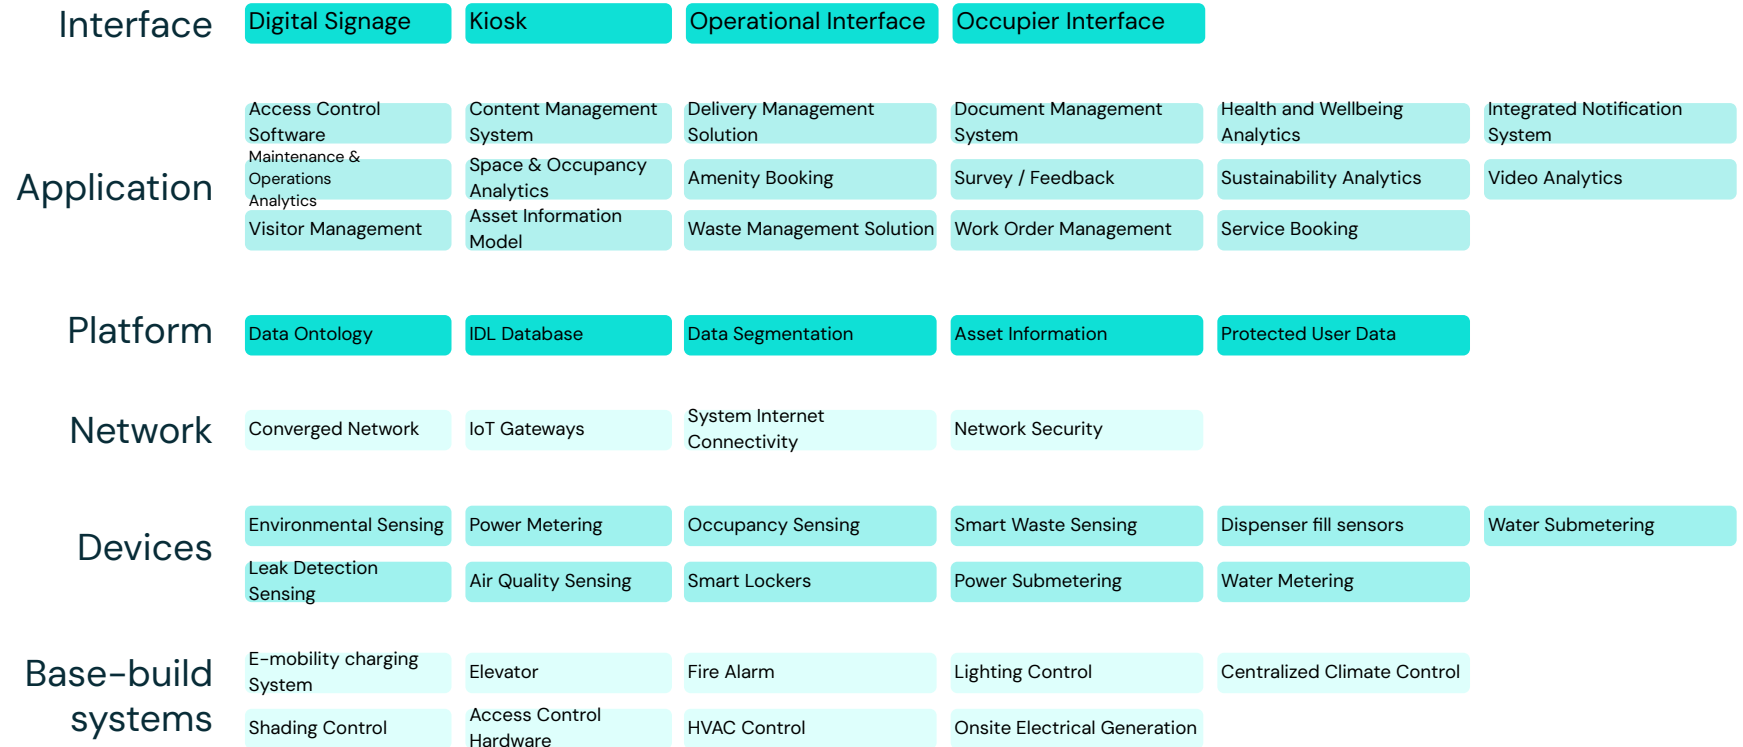 Interface
Digital Signage
Kiosk
Operational Interface
Occupier Interface
Application
Access Control
Software
Content Management
System
Delivery Management
Solution
Document Management
System
Health and Wellbeing
Analytics
Integrated Notification
System
Maintenance &
Operations
Analytics
Space & Occupancy
Analytics
Amenity Booking
Survey / Feedback
Sustainability Analytics
Video Analytics
Visitor Management
Asset Information
Model
Waste Management Solution
Work Order Management
Service Booking
Platform
Data Ontology
IDL Database
Data Segmentation
Asset Information
Protected User Data
Network
Converged Network
IoT Gateways
System Internet
Connectivity
Network Security
Devices
Environmental Sensing
Power Metering
Occupancy Sensing
Smart Waste Sensing
Dispenser fill sensors
Water Submetering
Leak Detection
Sensing
Air Quality Sensing
Smart Lockers
Power Submetering
Water Metering
Base-build
systems
E-mobility charging
System
Elevator
Fire Alarm
Lighting Control
Centralized Climate Control
Shading Control
Access Control
Hardware
HVAC Control
Onsite Electrical Generation